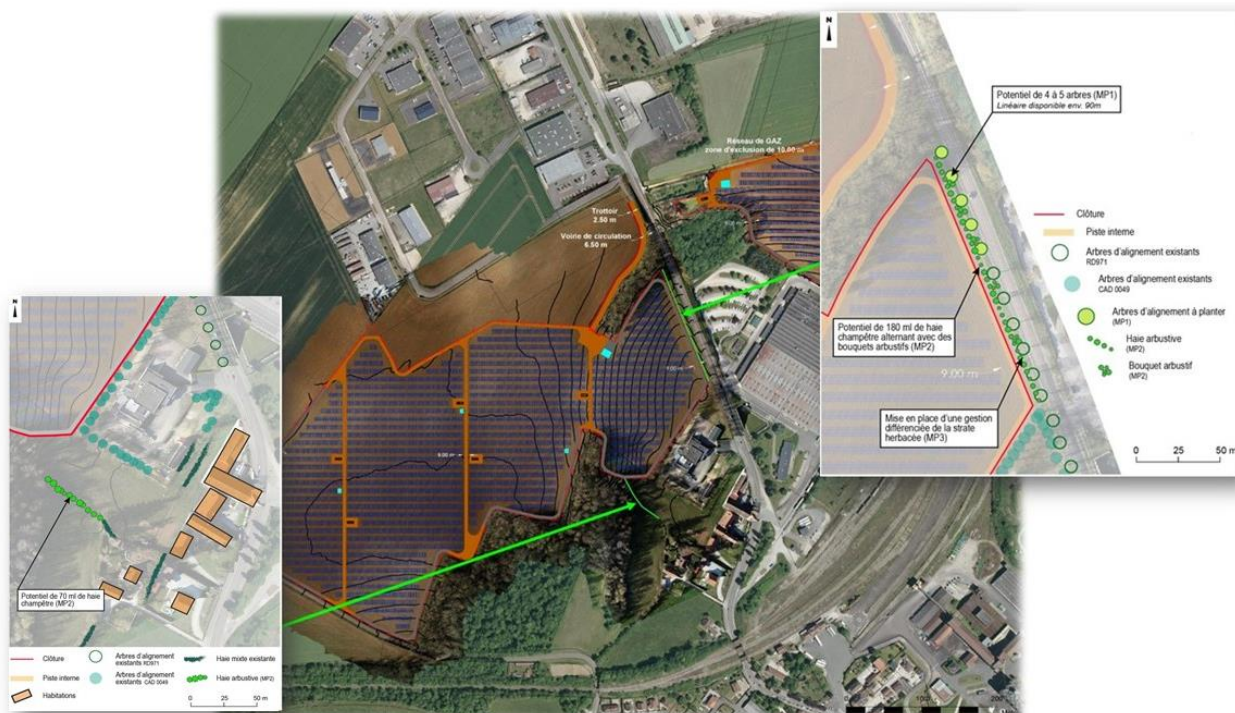 Réseau de GAZ
zone d'exclusion de 10.00 m
Trottoir
2.50 m
Voirie de circulation
6.50 m
6.00 m
N
Potentiel de 4 à 5 arbres (MP1)
Linéaire disponible env. 90m
Potentiel de 180 ml de haie
champêtre alternant avec des
bouquets arbustifs (MP2)
9.00 m
Mise en place d'une gestion
différenciée de la strate
herbacée (MP3)
Clôture
Piste interne
Arbres d'alignement existants
RD971
Arbres d'alignement existants
CAD 0049
Arbres d'alignement à planter
(MP1)
Haie arbustive
(MP2)
Bouquet arbustif
(MP2)
0 25 50 m
N
Potentiel de 70 ml de haie
champêtre (MP2)
Clôture
Piste interne
Habitations
Arbres d'alignement
existants RD971
Arbres d'alignement
existants CAD 0049
Haie mixte existante
Haie arbustive (MP2)
0 25 50 m